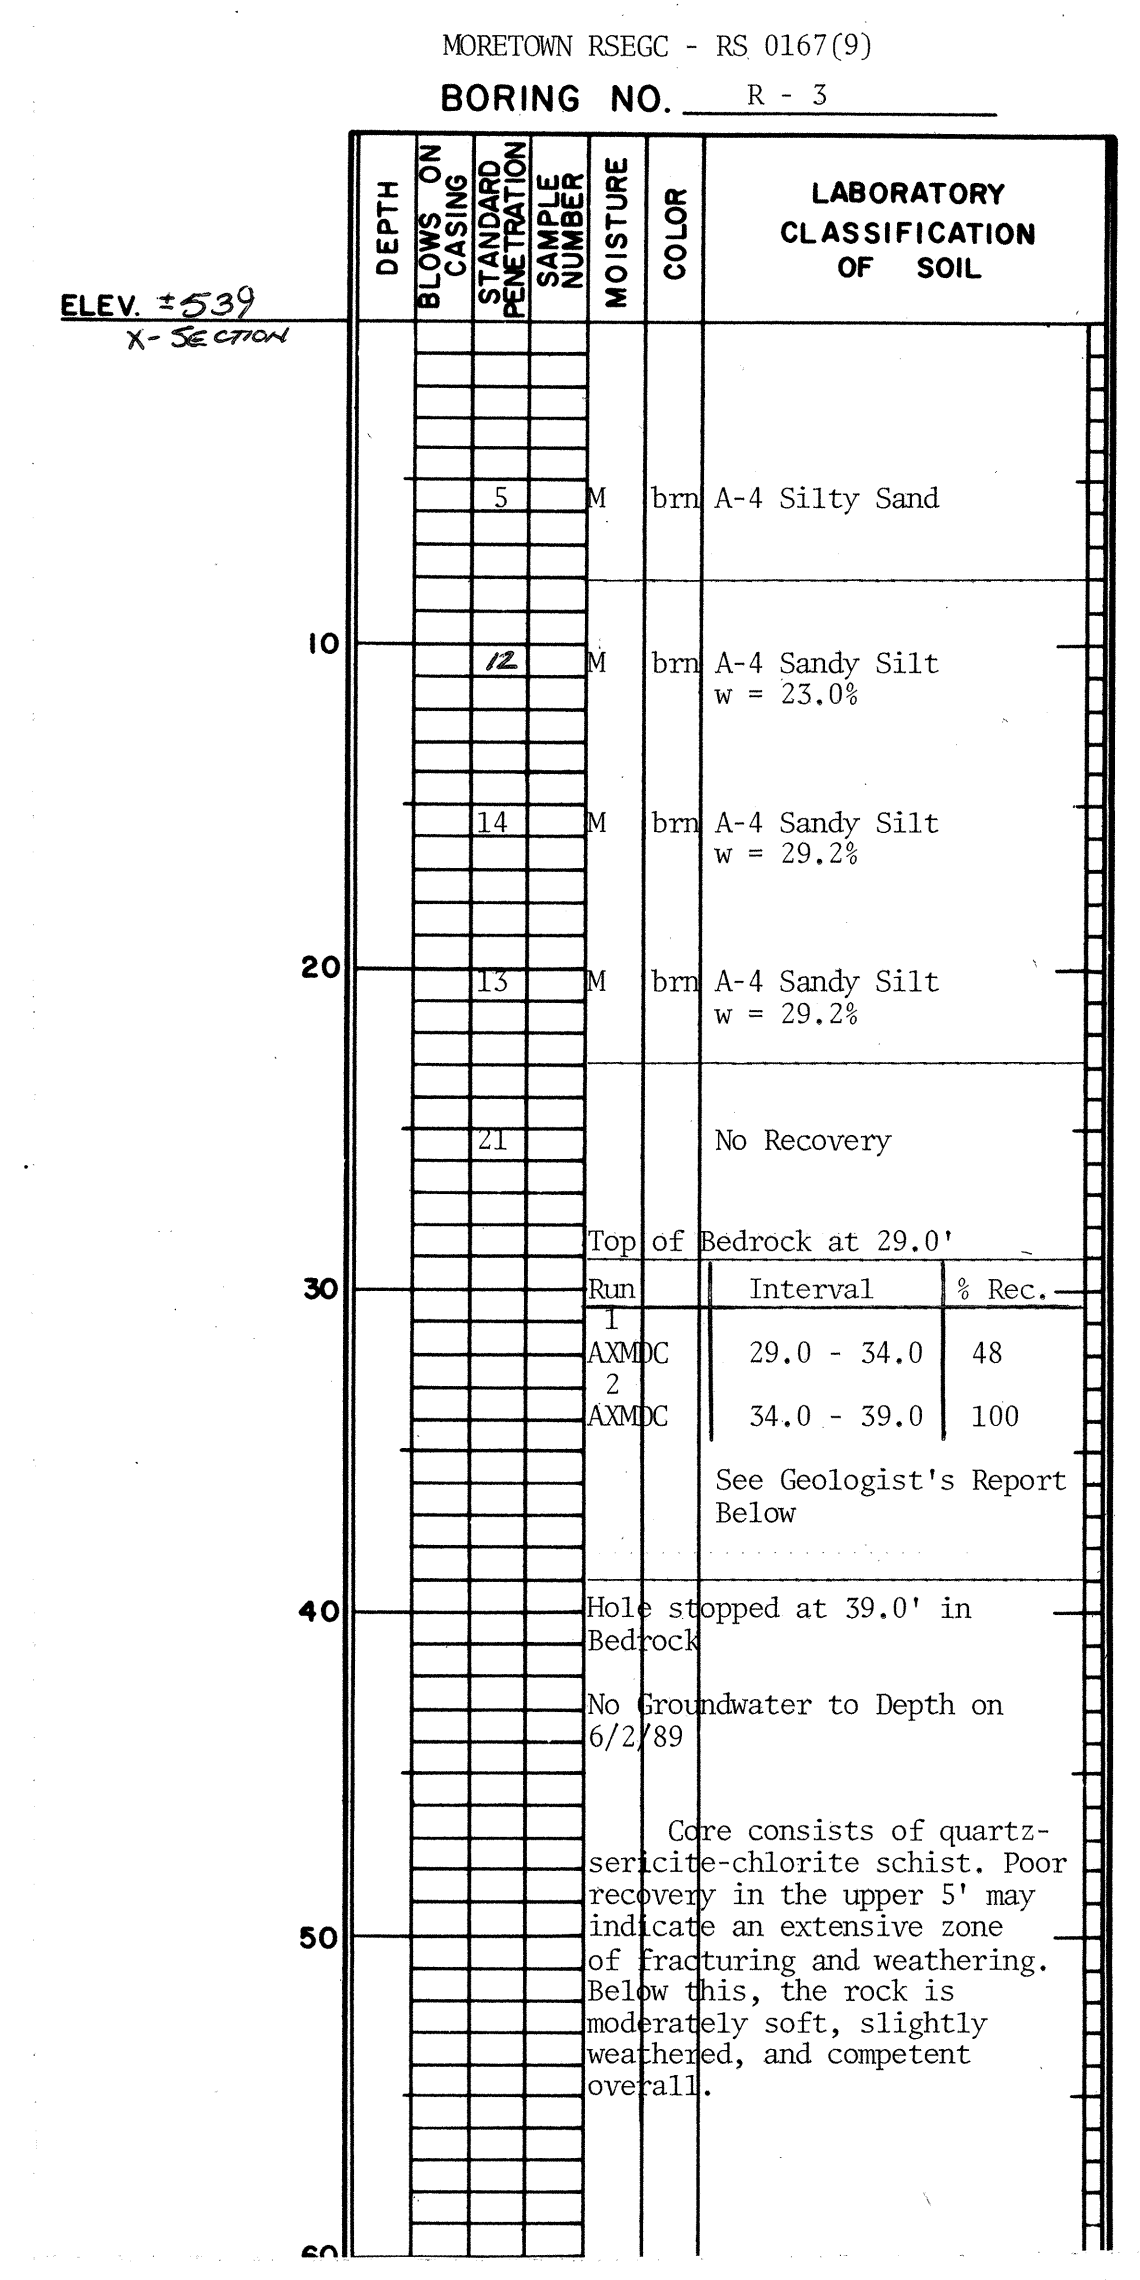 MORETOWN RSEGC - RS 0167(9)
BORING NO. R - 3
DEPTH
BLOWS ON CASING
STANDARD PENETRATION
SAMPLE NUMBER
MOISTURE
COLOR
LABORATORY
CLASSIFICATION
OF SOIL
ELEV. ±539
X-SECTION
5 M brn A-4 Silty Sand
10
12 M brn A-4 Sandy Silt
w = 23.0%
14 M brn A-4 Sandy Silt
w = 29.2%
20
13 M brn A-4 Sandy Silt
w = 29.2%
21 No Recovery
Top of Bedrock at 29.0'
30 Run Interval % Rec.
1
AXMDC 29.0 - 34.0 48
2
AXMDC 34.0 - 39.0 100
See Geologist's Report
Below
40 Hole stopped at 39.0' in
Bedrock
No Groundwater to Depth on
6/2/89
Core consists of quartz-
sericite-chlorite schist. Poor
recovery in the upper 5' may
indicate an extensive zone
50
of fracturing and weathering.
Below this, the rock is
moderately soft, slightly
weathered, and competent
overall.
60